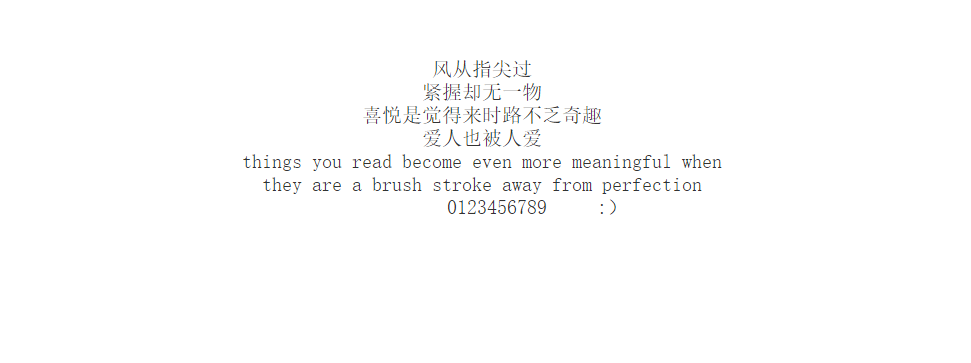 风从指尖过
紧握却无一物
喜悦是觉得来时路不乏奇趣
爱人也被人爱
things you read become even more meaningful when
they are a brush stroke away from perfection
0123456789 :）